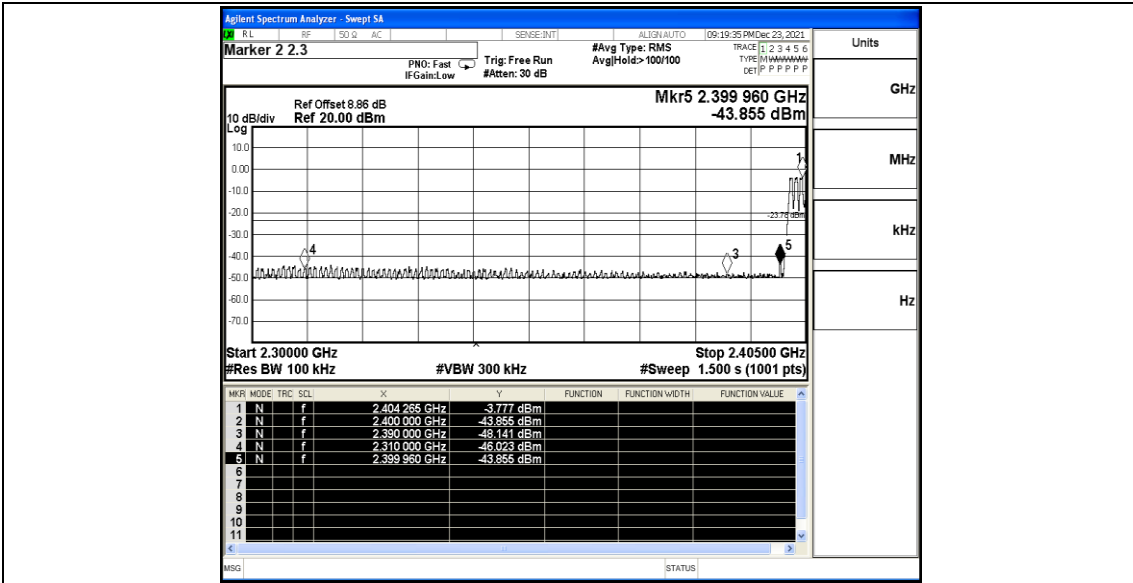 Agilent Spectrum Analyzer - Swept SA
LXI RL RF 50 Ω AC SENSE:INT ALIGNAUTO 09:19:35 PM Dec 23, 2021
Marker 2 2.3
PNO: Fast
IFGain:Low
Trig: Free Run
#Atten: 30 dB
#Avg Type: RMS
Avg|Hold:>100/100
TRACE 1 2 3 4 5 6
TYPE M WWWWW
DET P P P P P P
Units
GHz
MHz
kHz
Hz
Mkr5 2.399 960 GHz
-43.855 dBm
Ref Offset 8.86 dB
10 dB/div Ref 20.00 dBm
Log
10.0
0.00
-10.0
-20.0
-30.0
-40.0
-50.0
-60.0
-70.0
1
-23.78 dBm
4
3
5
Start 2.30000 GHz Stop 2.40500 GHz
#Res BW 100 kHz #VBW 300 kHz #Sweep 1.500 s (1001 pts)
MKR MODE TRC SCL X Y FUNCTION FUNCTION WIDTH FUNCTION VALUE
1 N f 2.404 265 GHz -3.777 dBm
2 N f 2.400 000 GHz -43.855 dBm
3 N f 2.390 000 GHz -48.141 dBm
4 N f 2.310 000 GHz -46.023 dBm
5 N f 2.399 960 GHz -43.855 dBm
6
7
8
9
10
11
MSG STATUS